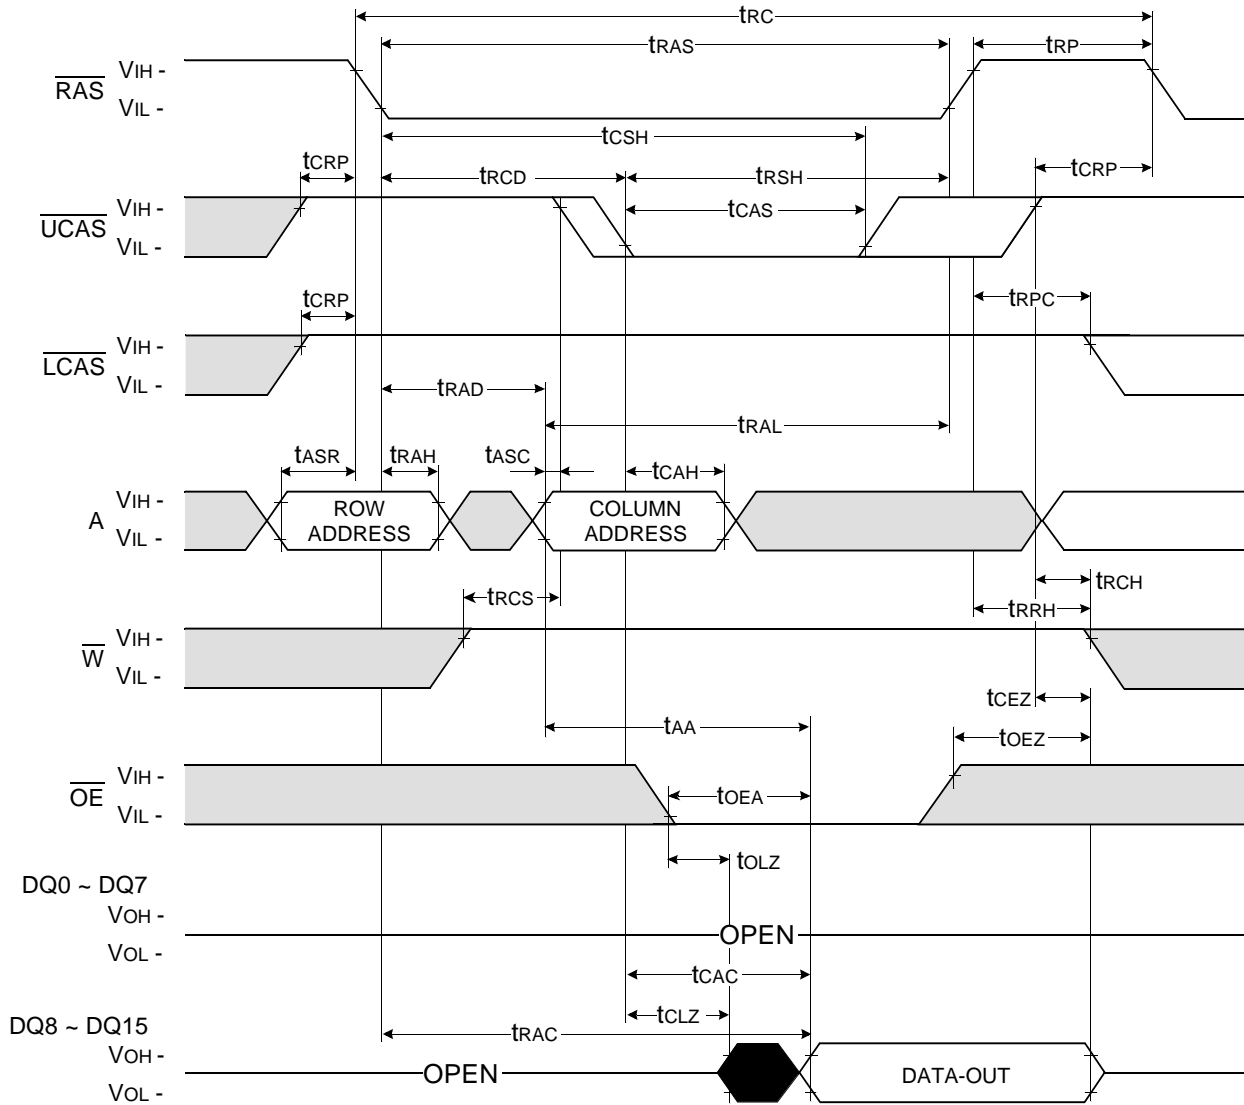 tRC
tRAS
tRP
RAS
VIH -
VIL -
tCSH
tCRP
tRCD
tRSH
tCRP
UCAS
VIH -
VIL -
tCAS
tCRP
tRPC
LCAS
VIH -
VIL -
tRAD
tRAL
tASR
tRAH
tASC
tCAH
A
VIH -
VIL -
ROW
ADDRESS
COLUMN
ADDRESS
tRCH
tRCS
tRRH
W
VIH -
VIL -
tCEZ
tAA
tOEZ
OE
VIH -
VIL -
tOEA
tOLZ
DQ0 ~ DQ7
VOH -
VOL -
OPEN
tCAC
tCLZ
DQ8 ~ DQ15
tRAC
VOH -
VOL -
OPEN
DATA-OUT